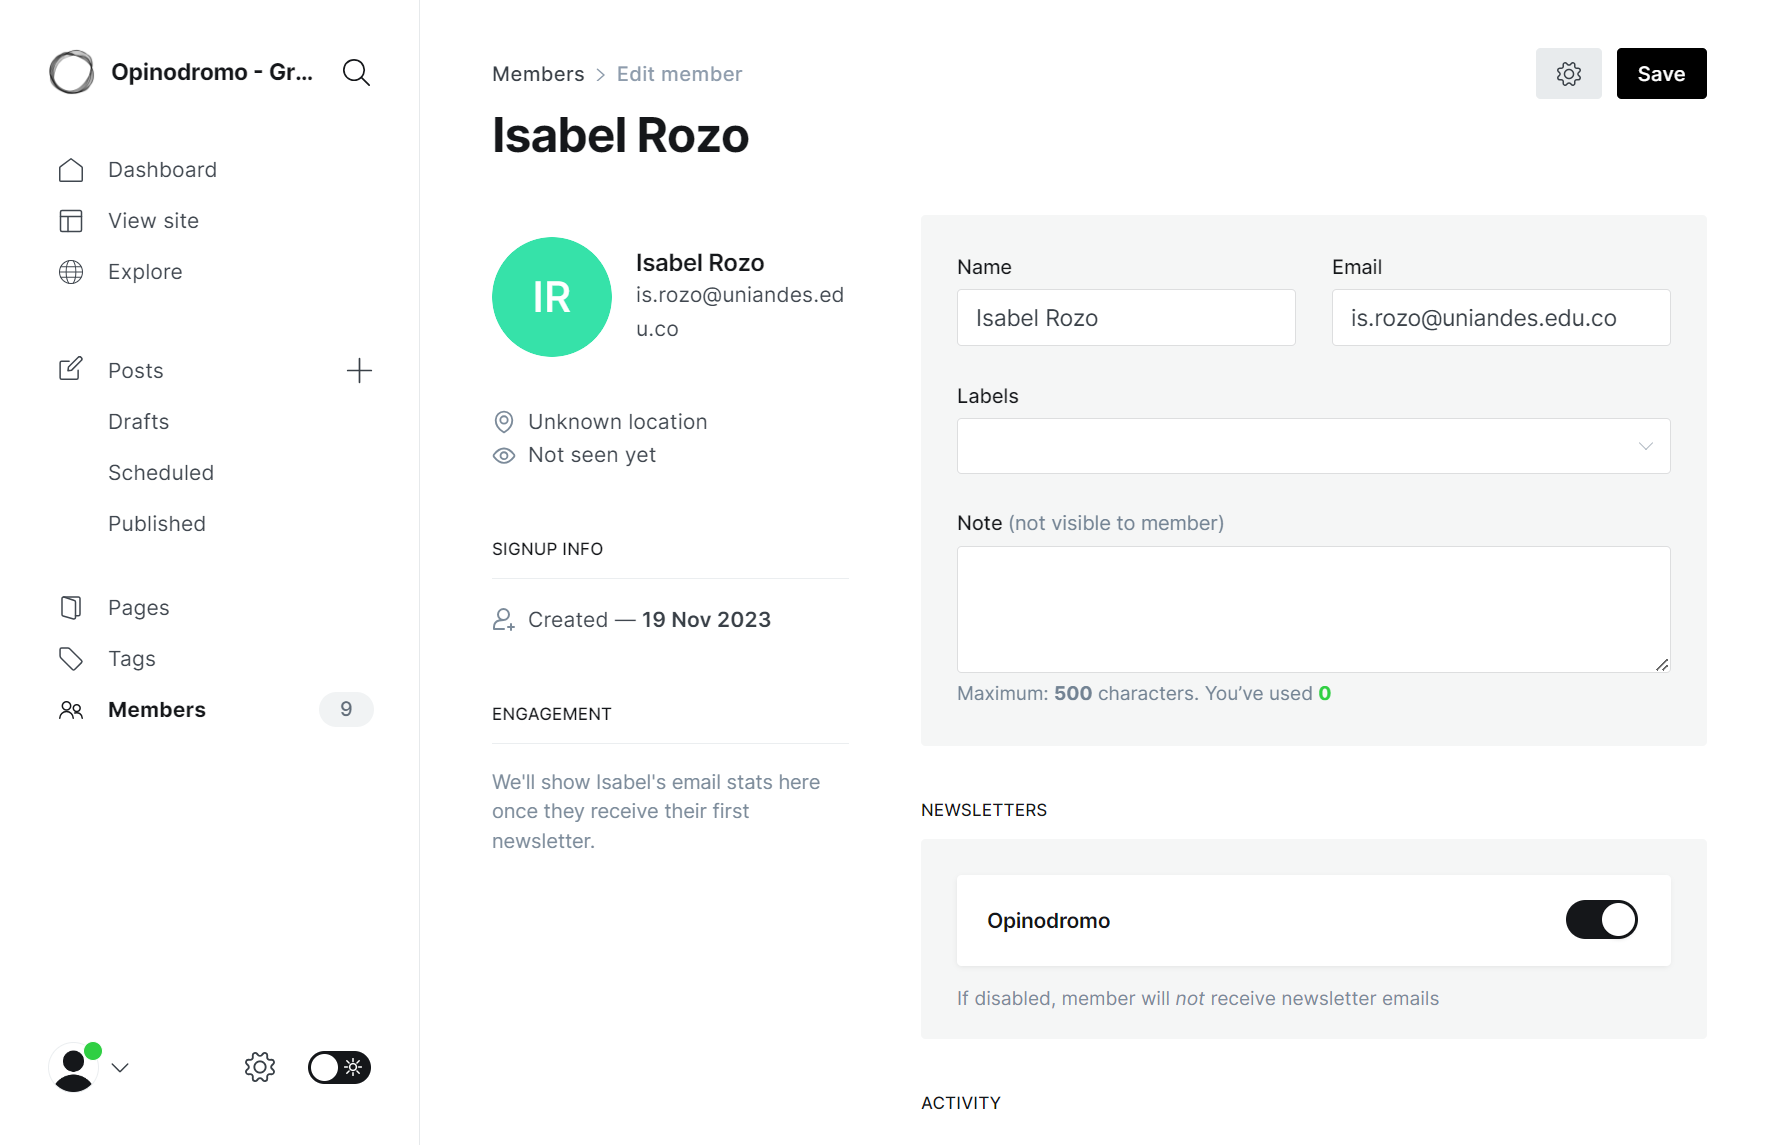 Opinodromo - Gr...
Dashboard
View site
Explore
Posts
Drafts
Scheduled
Published
Pages
Tags
Members 9
Members > Edit member
Save
Isabel Rozo
IR
Isabel Rozo
is.rozo@uniandes.ed
u.co
Unknown location
Not seen yet
SIGNUP INFO
Created — 19 Nov 2023
ENGAGEMENT
We'll show Isabel's email stats here
once they receive their first
newsletter.
Name
Isabel Rozo
Email
is.rozo@uniandes.edu.co
Labels
Note (not visible to member)
Maximum: 500 characters. You’ve used 0
NEWSLETTERS
Opinodromo
If disabled, member will not receive newsletter emails
ACTIVITY